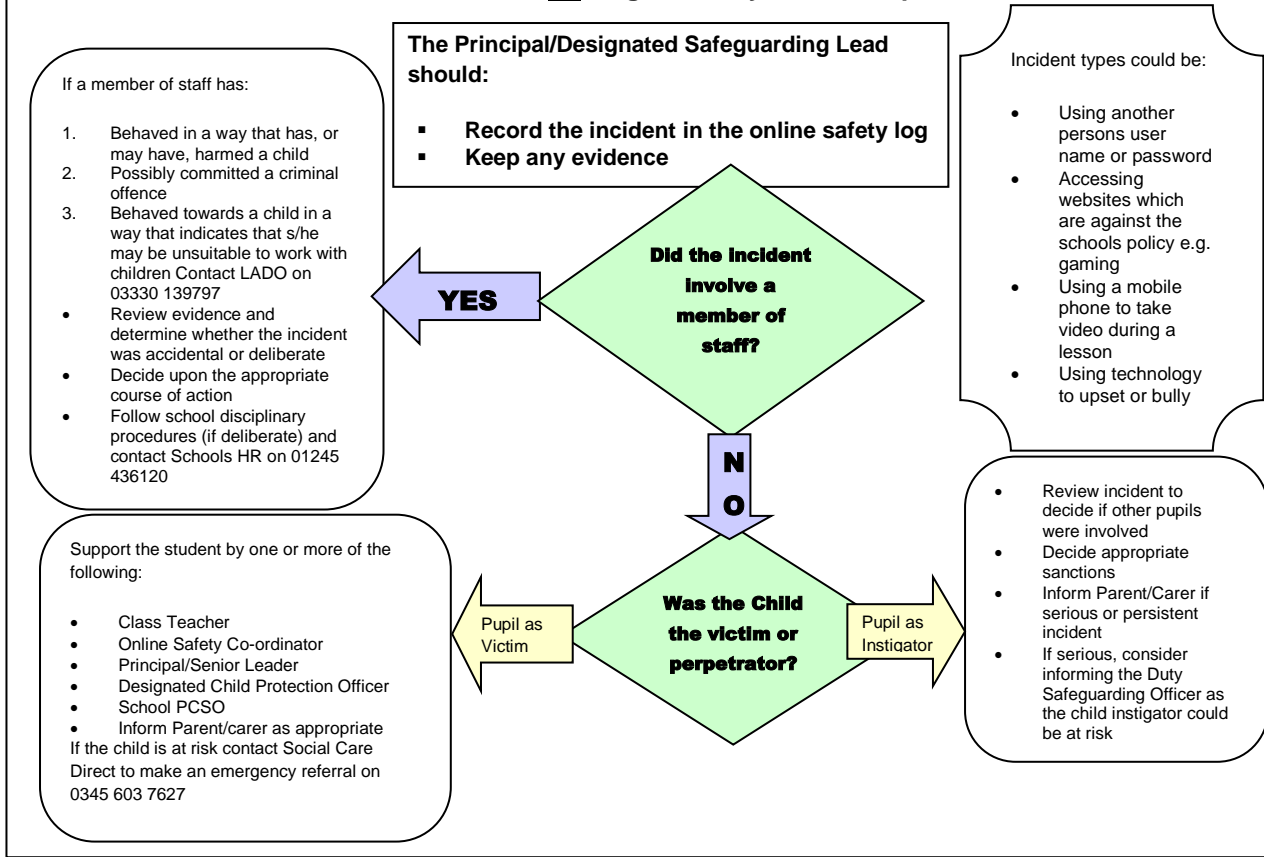 The Principal/Designated Safeguarding Lead
should:
▪ Record the incident in the online safety log
▪ Keep any evidence
If a member of staff has:
1. Behaved in a way that has, or
may have, harmed a child
2. Possibly committed a criminal
offence
3. Behaved towards a child in a
way that indicates that s/he
may be unsuitable to work with
children Contact LADO on
03330 139797
• Review evidence and
determine whether the incident
was accidental or deliberate
• Decide upon the appropriate
course of action
• Follow school disciplinary
procedures (if deliberate) and
contact Schools HR on 01245
436120
YES
Did the incident
involve a
member of
staff?
Incident types could be:
• Using another
persons user
name or password
• Accessing
websites which
are against the
schools policy e.g.
gaming
• Using a mobile
phone to take
video during a
lesson
• Using technology
to upset or bully
N
O
Support the student by one or more of the
following:
• Class Teacher
• Online Safety Co-ordinator
• Principal/Senior Leader
• Designated Child Protection Officer
• School PCSO
• Inform Parent/carer as appropriate
If the child is at risk contact Social Care
Direct to make an emergency referral on
0345 603 7627
Pupil as
Victim
Was the Child
the victim or
perpetrator?
Pupil as
Instigator
• Review incident to
decide if other pupils
were involved
• Decide appropriate
sanctions
• Inform Parent/Carer if
serious or persistent
incident
• If serious, consider
informing the Duty
Safeguarding Officer as
the child instigator could
be at risk